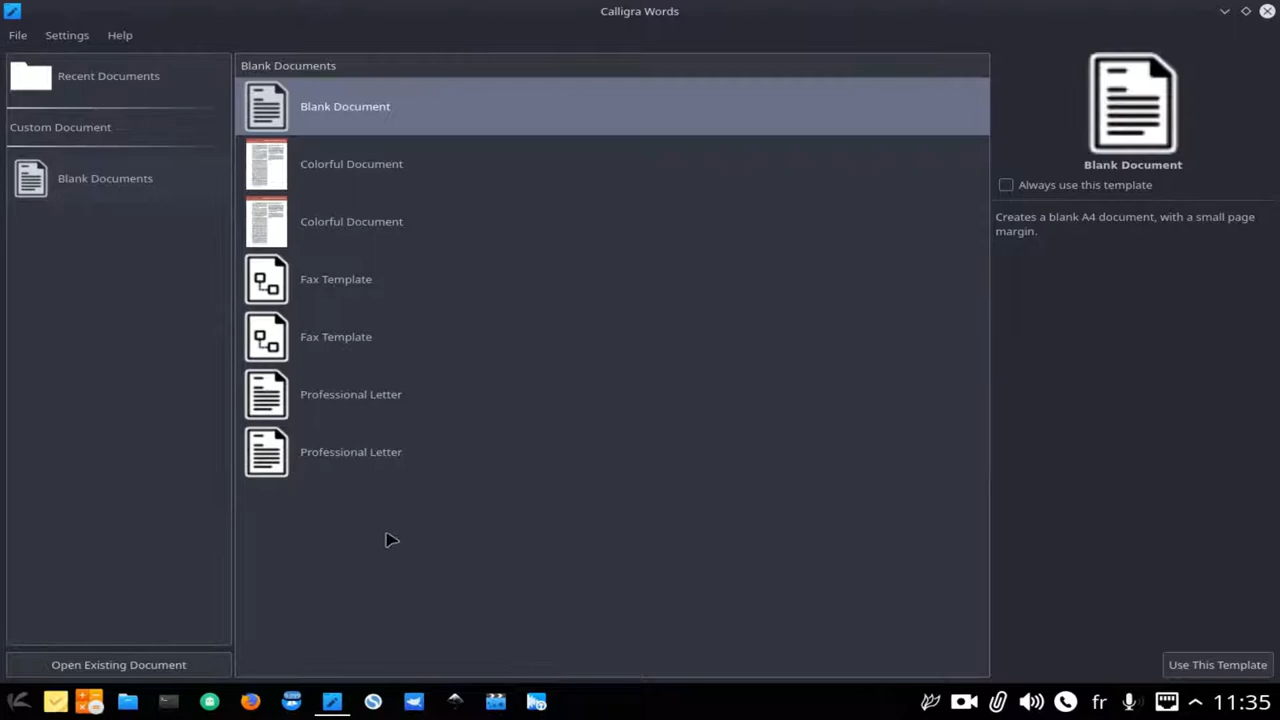 Calligra Words
File Settings Help
Recent Documents
Custom Document
Blank Documents
Open Existing Document
Blank Documents
Blank Document
Colorful Document
Colorful Document
Fax Template
Fax Template
Professional Letter
Professional Letter
Blank Document
Always use this template
Creates a blank A4 document, with a small page
margin.
Use This Template
fr 11:35